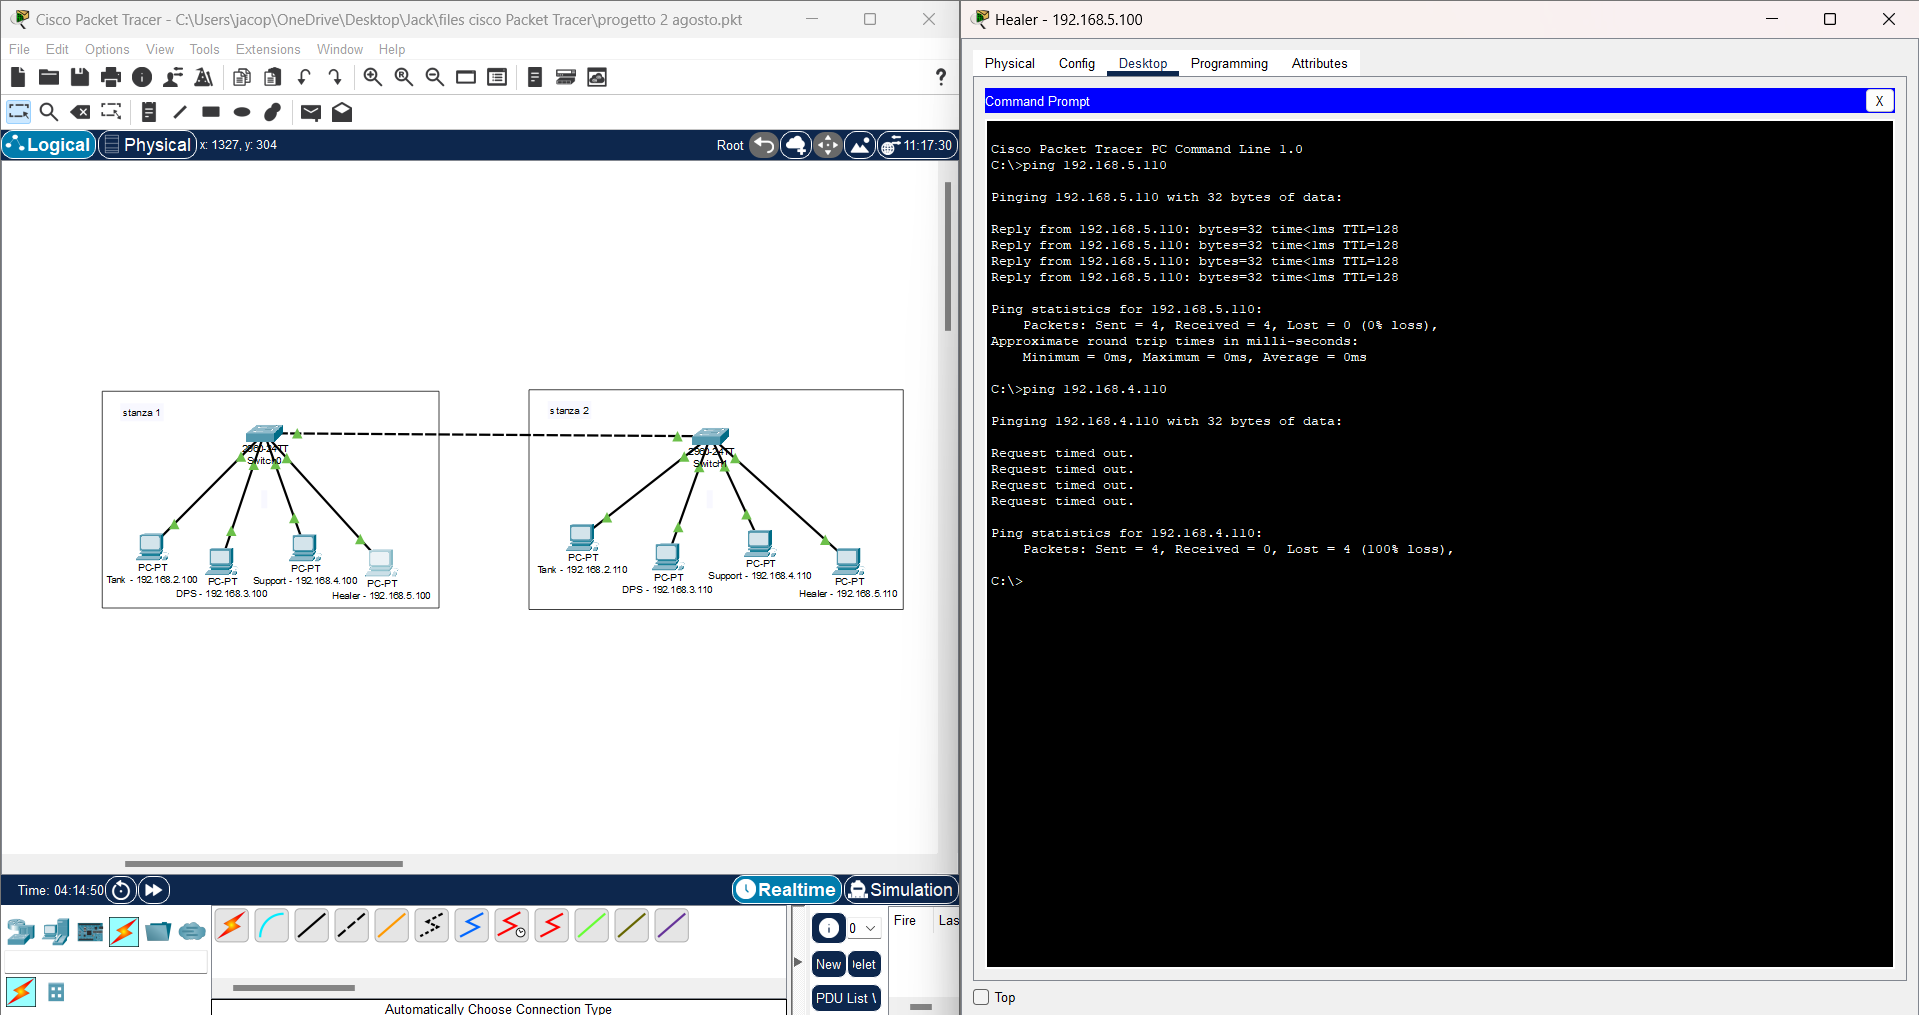 Cisco Packet Tracer - C:\Users\jacop\OneDrive\Desktop\Jack\files cisco Packet Tracer\progetto 2 agosto.pkt
File Edit Options View Tools Extensions Window Help
?
Logical Physical x: 1327, y: 304
Root 11:17:30
stanza 1
2960-24TT
Switch0
PC-PT
Tank - 192.168.2.100
PC-PT
DPS - 192.168.3.100
PC-PT
Support - 192.168.4.100
PC-PT
Healer - 192.168.5.100
stanza 2
2960-24TT
Switch1
PC-PT
Tank - 192.168.2.110
PC-PT
DPS - 192.168.3.110
PC-PT
Support - 192.168.4.110
PC-PT
Healer - 192.168.5.110
Time: 04:14:50
Realtime Simulation
0
Fire Las
New elet
PDU List \
Automatically Choose Connection Type
Healer - 192.168.5.100
Physical Config Desktop Programming Attributes
Command Prompt
X
Cisco Packet Tracer PC Command Line 1.0
C:\>ping 192.168.5.110
Pinging 192.168.5.110 with 32 bytes of data:
Reply from 192.168.5.110: bytes=32 time<1ms TTL=128
Reply from 192.168.5.110: bytes=32 time<1ms TTL=128
Reply from 192.168.5.110: bytes=32 time<1ms TTL=128
Reply from 192.168.5.110: bytes=32 time<1ms TTL=128
Ping statistics for 192.168.5.110:
Packets: Sent = 4, Received = 4, Lost = 0 (0% loss),
Approximate round trip times in milli-seconds:
Minimum = 0ms, Maximum = 0ms, Average = 0ms
C:\>ping 192.168.4.110
Pinging 192.168.4.110 with 32 bytes of data:
Request timed out.
Request timed out.
Request timed out.
Request timed out.
Ping statistics for 192.168.4.110:
Packets: Sent = 4, Received = 0, Lost = 4 (100% loss),
C:\>
Top